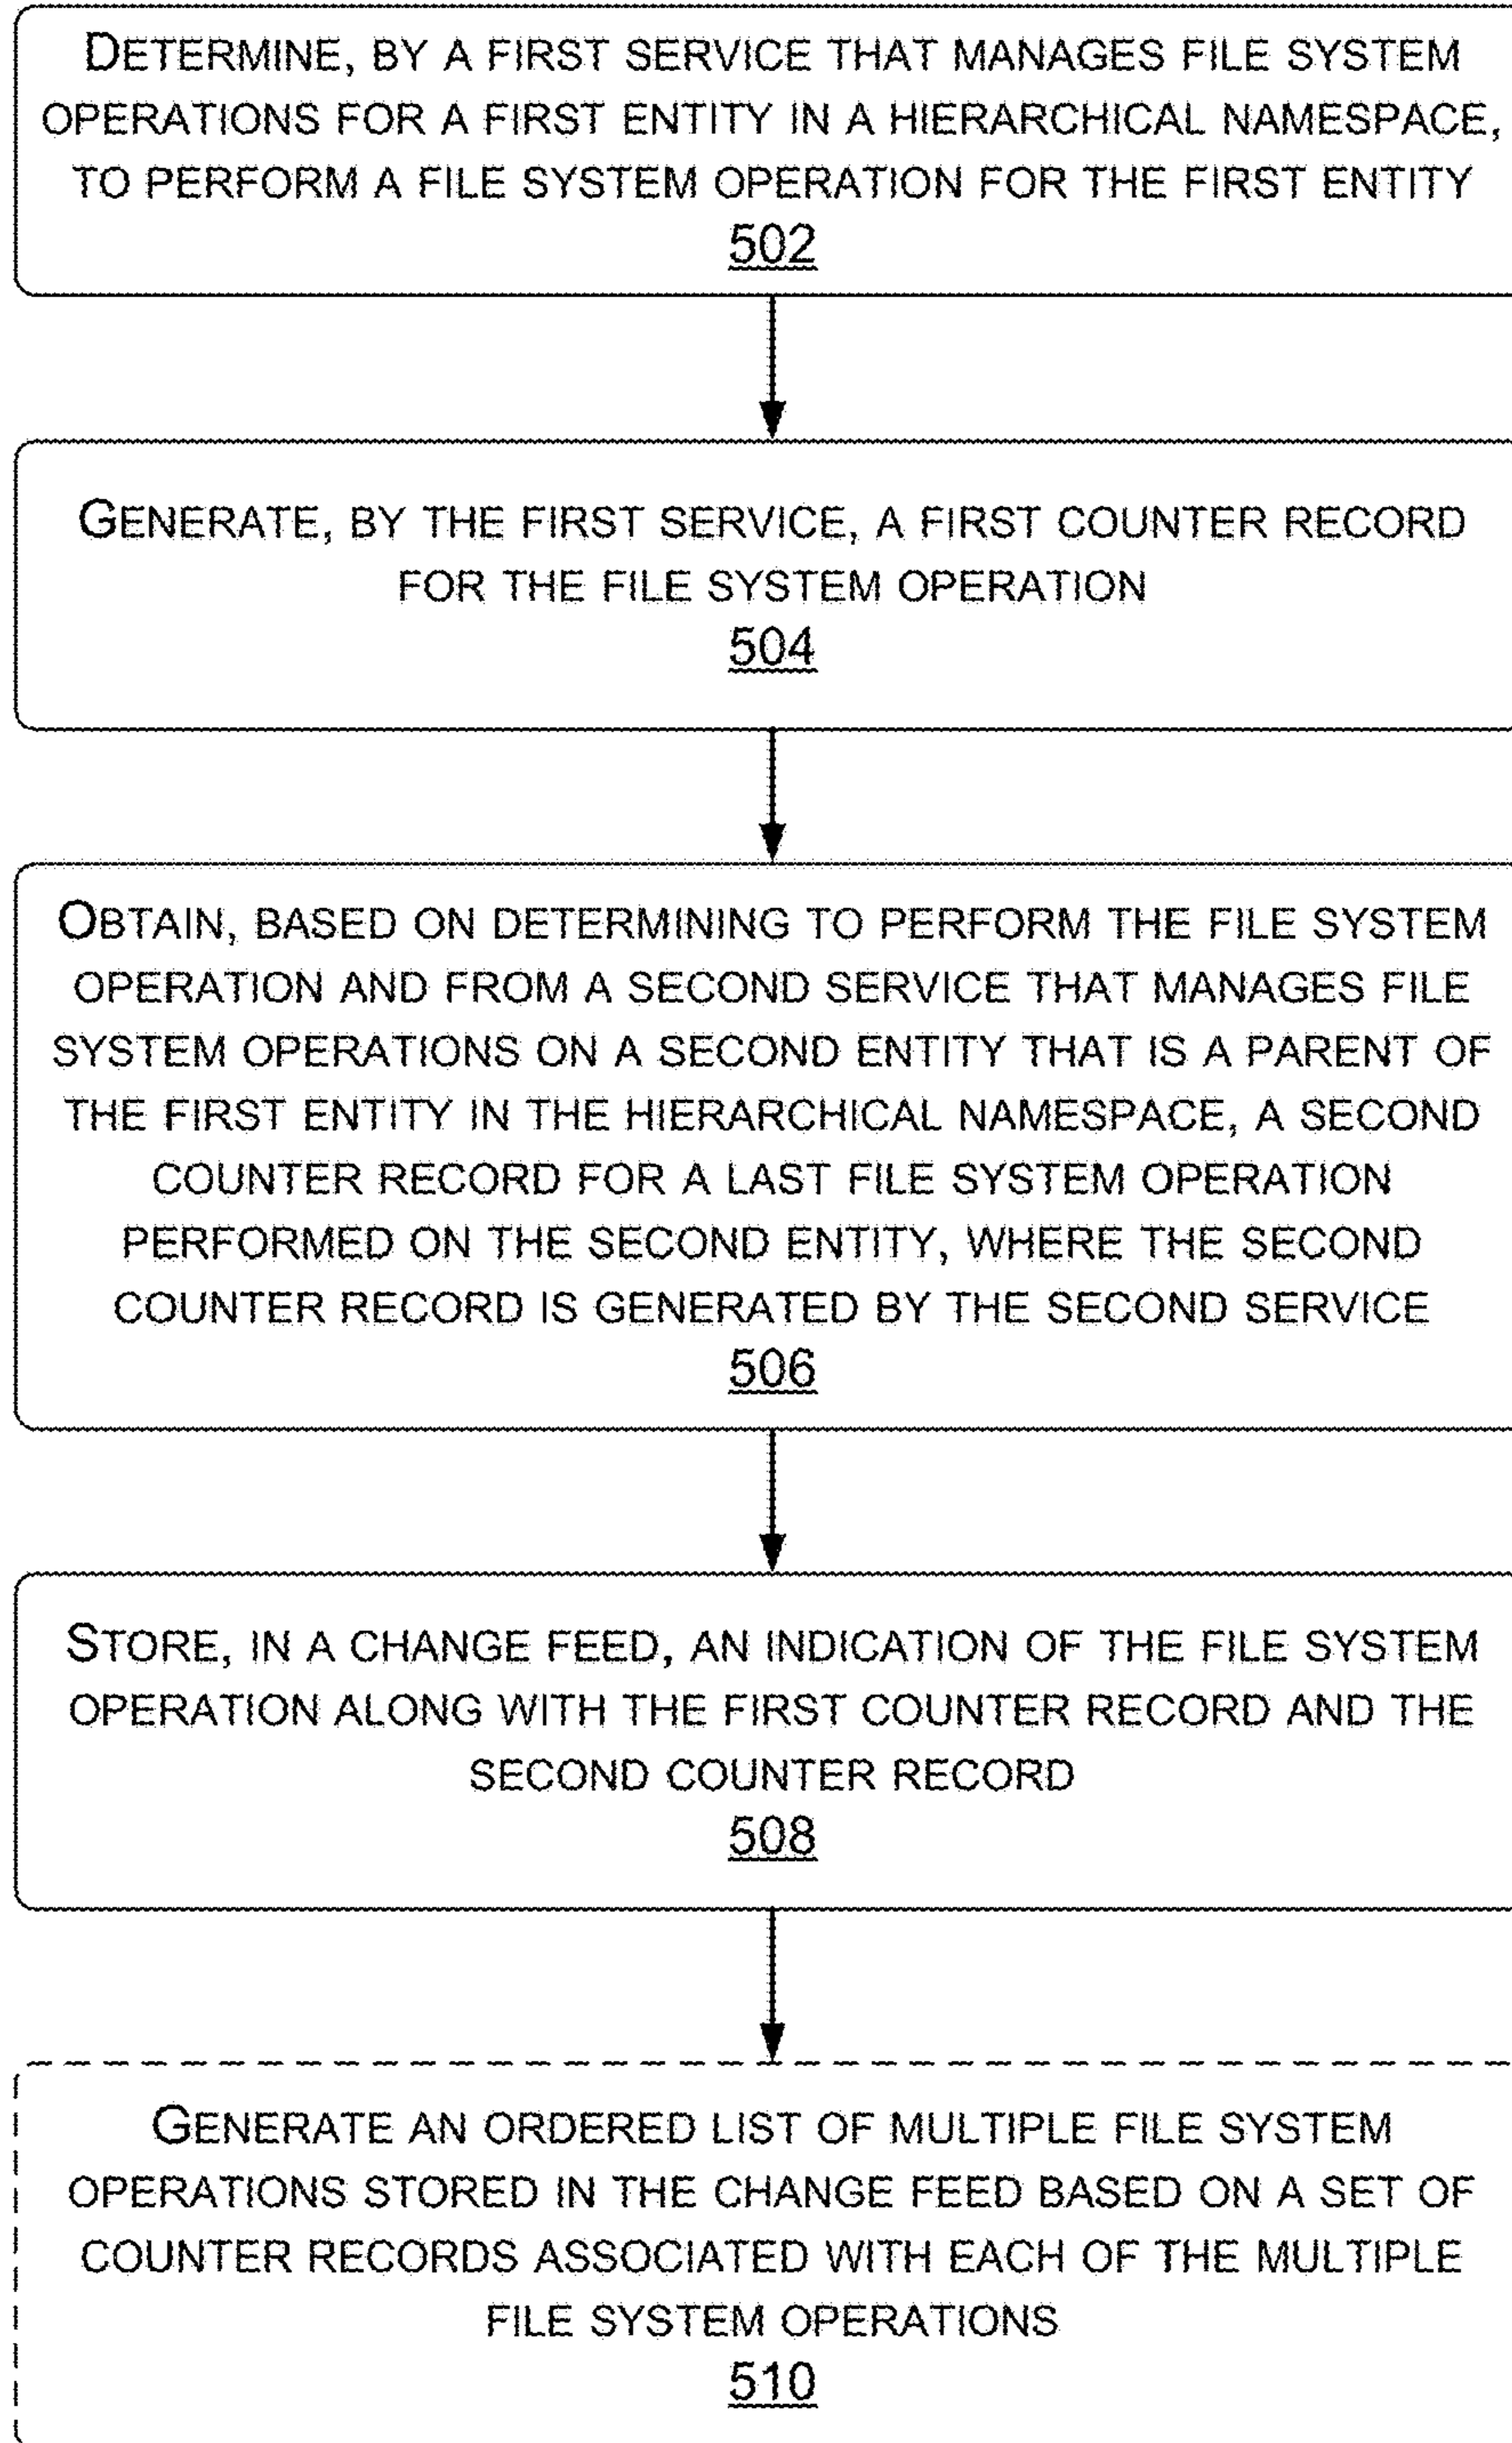 DETERMINE, BY A FIRST SERVICE THAT MANAGES FILE SYSTEM
OPERATIONS FOR A FIRST ENTITY IN A HIERARCHICAL NAMESPACE,
TO PERFORM A FILE SYSTEM OPERATION FOR THE FIRST ENTITY
502
GENERATE, BY THE FIRST SERVICE, A FIRST COUNTER RECORD
FOR THE FILE SYSTEM OPERATION
504
OBTAIN, BASED ON DETERMINING TO PERFORM THE FILE SYSTEM
OPERATION AND FROM A SECOND SERVICE THAT MANAGES FILE
SYSTEM OPERATIONS ON A SECOND ENTITY THAT IS A PARENT OF
THE FIRST ENTITY IN THE HIERARCHICAL NAMESPACE, A SECOND
COUNTER RECORD FOR A LAST FILE SYSTEM OPERATION
PERFORMED ON THE SECOND ENTITY, WHERE THE SECOND
COUNTER RECORD IS GENERATED BY THE SECOND SERVICE
506
STORE, IN A CHANGE FEED, AN INDICATION OF THE FILE SYSTEM
OPERATION ALONG WITH THE FIRST COUNTER RECORD AND THE
SECOND COUNTER RECORD
508
GENERATE AN ORDERED LIST OF MULTIPLE FILE SYSTEM
OPERATIONS STORED IN THE CHANGE FEED BASED ON A SET OF
COUNTER RECORDS ASSOCIATED WITH EACH OF THE MULTIPLE
FILE SYSTEM OPERATIONS
510